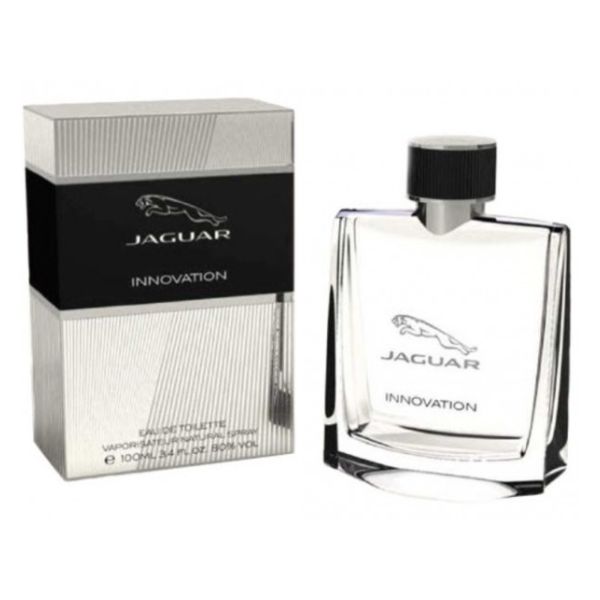 JAGUAR
INNOVATION
EAU DE TOILETTE
VAPORISATEUR NATURAL SPRAY
e 100ML 3.4 FL.OZ. 80% VOL
JAGUAR
INNOVATION